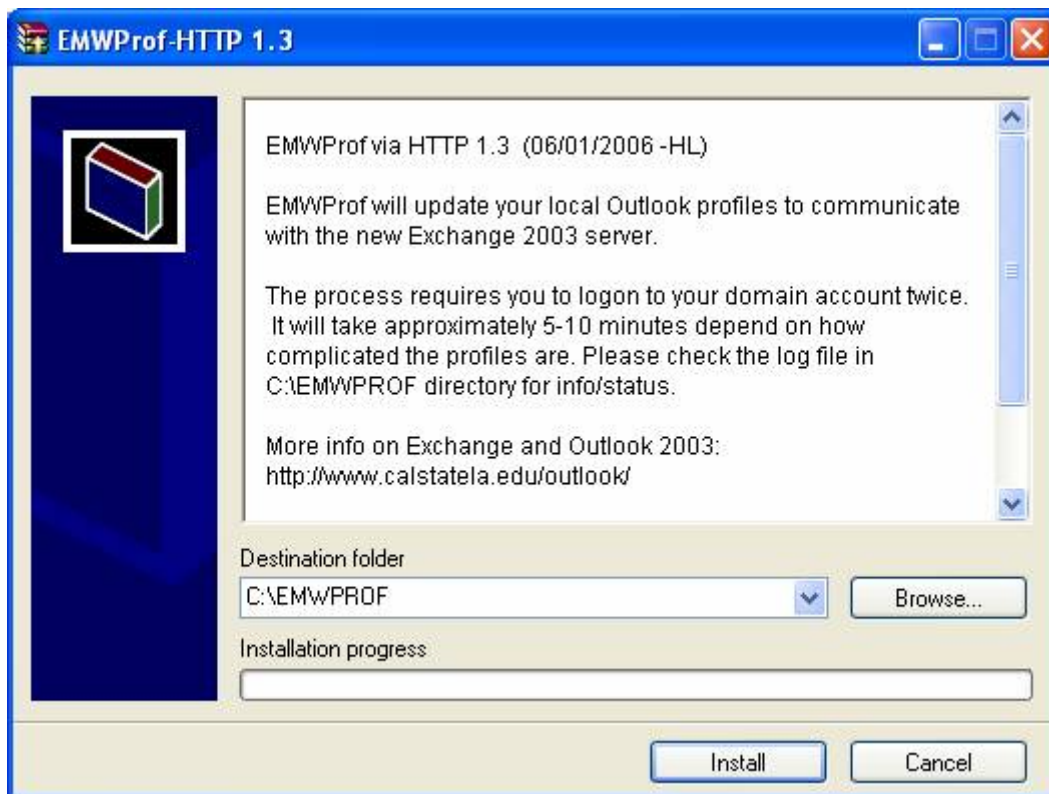 EMWProf-HTTP 1.3
EMWProf via HTTP 1.3  (06/01/2006 -HL)
EMWProf will update your local Outlook profiles to communicate
with the new Exchange 2003 server.
The process requires you to logon to your domain account twice.
It will take approximately 5-10 minutes depend on how
complicated the profiles are. Please check the log file in
C:\EMWPROF directory for info/status.
More info on Exchange and Outlook 2003:
http://www.calstatela.edu/outlook/
Destination folder
C:\EMWPROF
Browse...
Installation progress
Install
Cancel